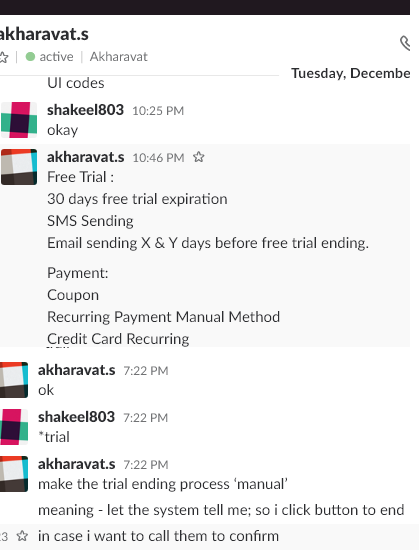 akharavat.s
active | Akharavat
Tuesday, Decembe
UI codes
shakeel803 10:25 PM
okay
akharavat.s 10:46 PM
Free Trial :
30 days free trial expiration
SMS Sending
Email sending X & Y days before free trial ending.
Payment:
Coupon
Recurring Payment Manual Method
Credit Card Recurring
akharavat.s 7:22 PM
ok
shakeel803 7:22 PM
*trial
akharavat.s 7:22 PM
make the trial ending process ‘manual’
meaning - let the system tell me; so i click button to end
23 in case i want to call them to confirm